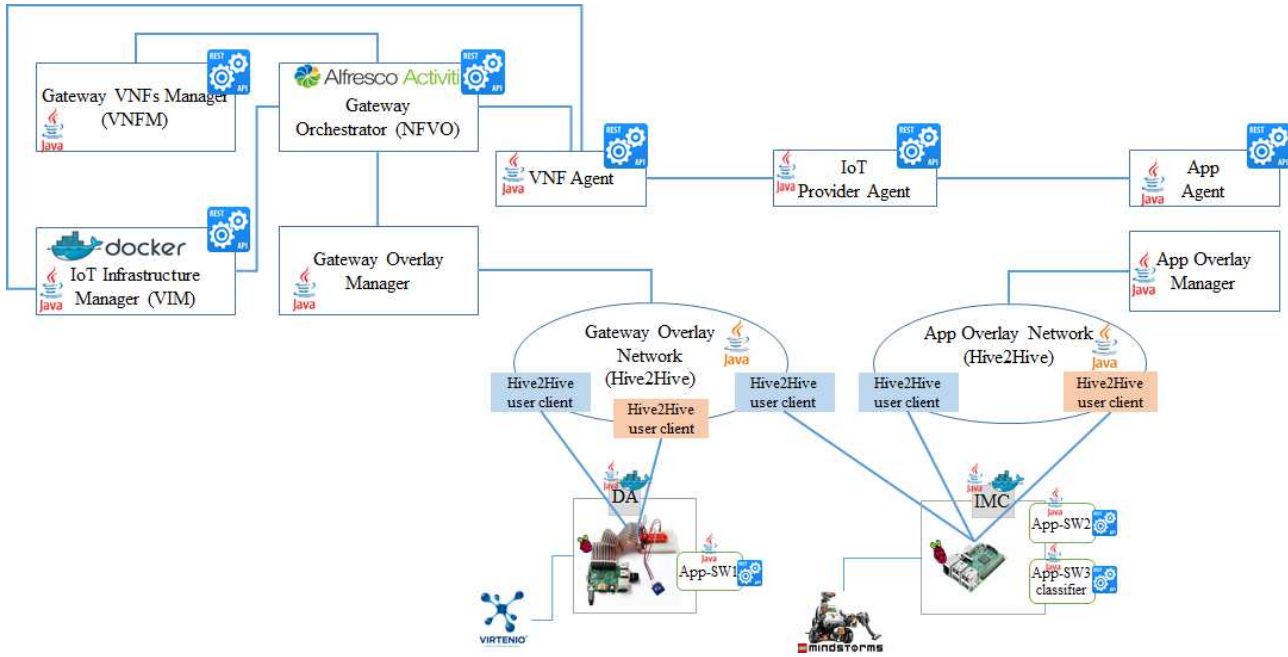 REST
API
Gateway VNFs Manager
(VNFM)
Java
REST
API
Alfresco Activiti
Gateway
Orchestrator (NFVO)
REST
API
Java
VNF Agent
REST
API
Java
IoT
Provider Agent
REST
API
Java
App
Agent
REST
API
docker
Java
IoT Infrastructure
Manager (VIM)
Java
Gateway Overlay
Manager
Java
App Overlay
Manager
Gateway Overlay
Network
(Hive2Hive)
Java
App Overlay Network
(Hive2Hive)
Java
Hive2Hive
user client
Hive2Hive
user client
Hive2Hive
user client
Hive2Hive
user client
Hive2Hive
user client
Java
DA
Java
IMC
Java
App-SW1
Java
App-SW2
Java
App-SW3
classifier
VIRTENIO
LEGO
mindstorms